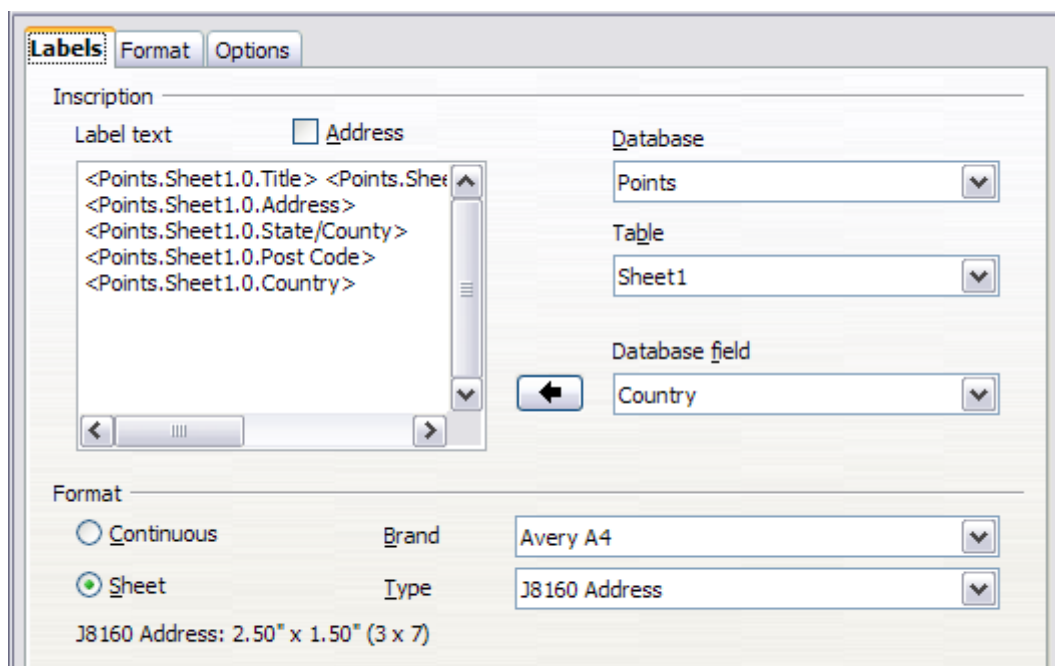 Labels Format Options
Inscription
Label text Address
<Points.Sheet1.0.Title> <Points.Shee
<Points.Sheet1.0.Address>
<Points.Sheet1.0.State/County>
<Points.Sheet1.0.Post Code>
<Points.Sheet1.0.Country>
Database
Points
Table
Sheet1
Database field
Country
Format
Continuous Brand Avery A4
Sheet Type J8160 Address
J8160 Address: 2.50" x 1.50" (3 x 7)